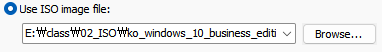 Use ISO image file:
E:₩class₩02_ISO₩ko_windows_10_business_editi
Browse...